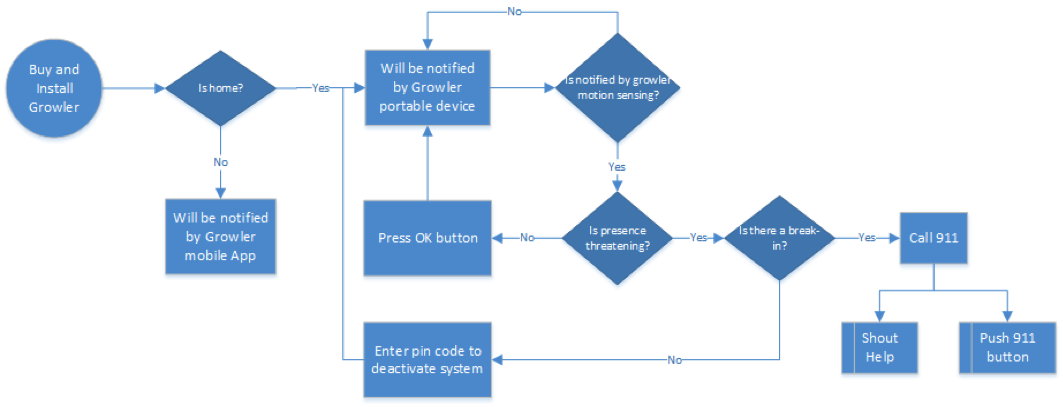 No
Buy and
Install
Growler
Is home?
Yes
Will be notified
by Growler
portable device
Is notified by growler
motion sensing?
No
Yes
Will be notified
by Growler
mobile App
Press OK button
No
Is presence
threatening?
Yes
Is there a break-
in?
Yes
Call 911
Enter pin code to
deactivate system
No
Shout
Help
Push 911
button